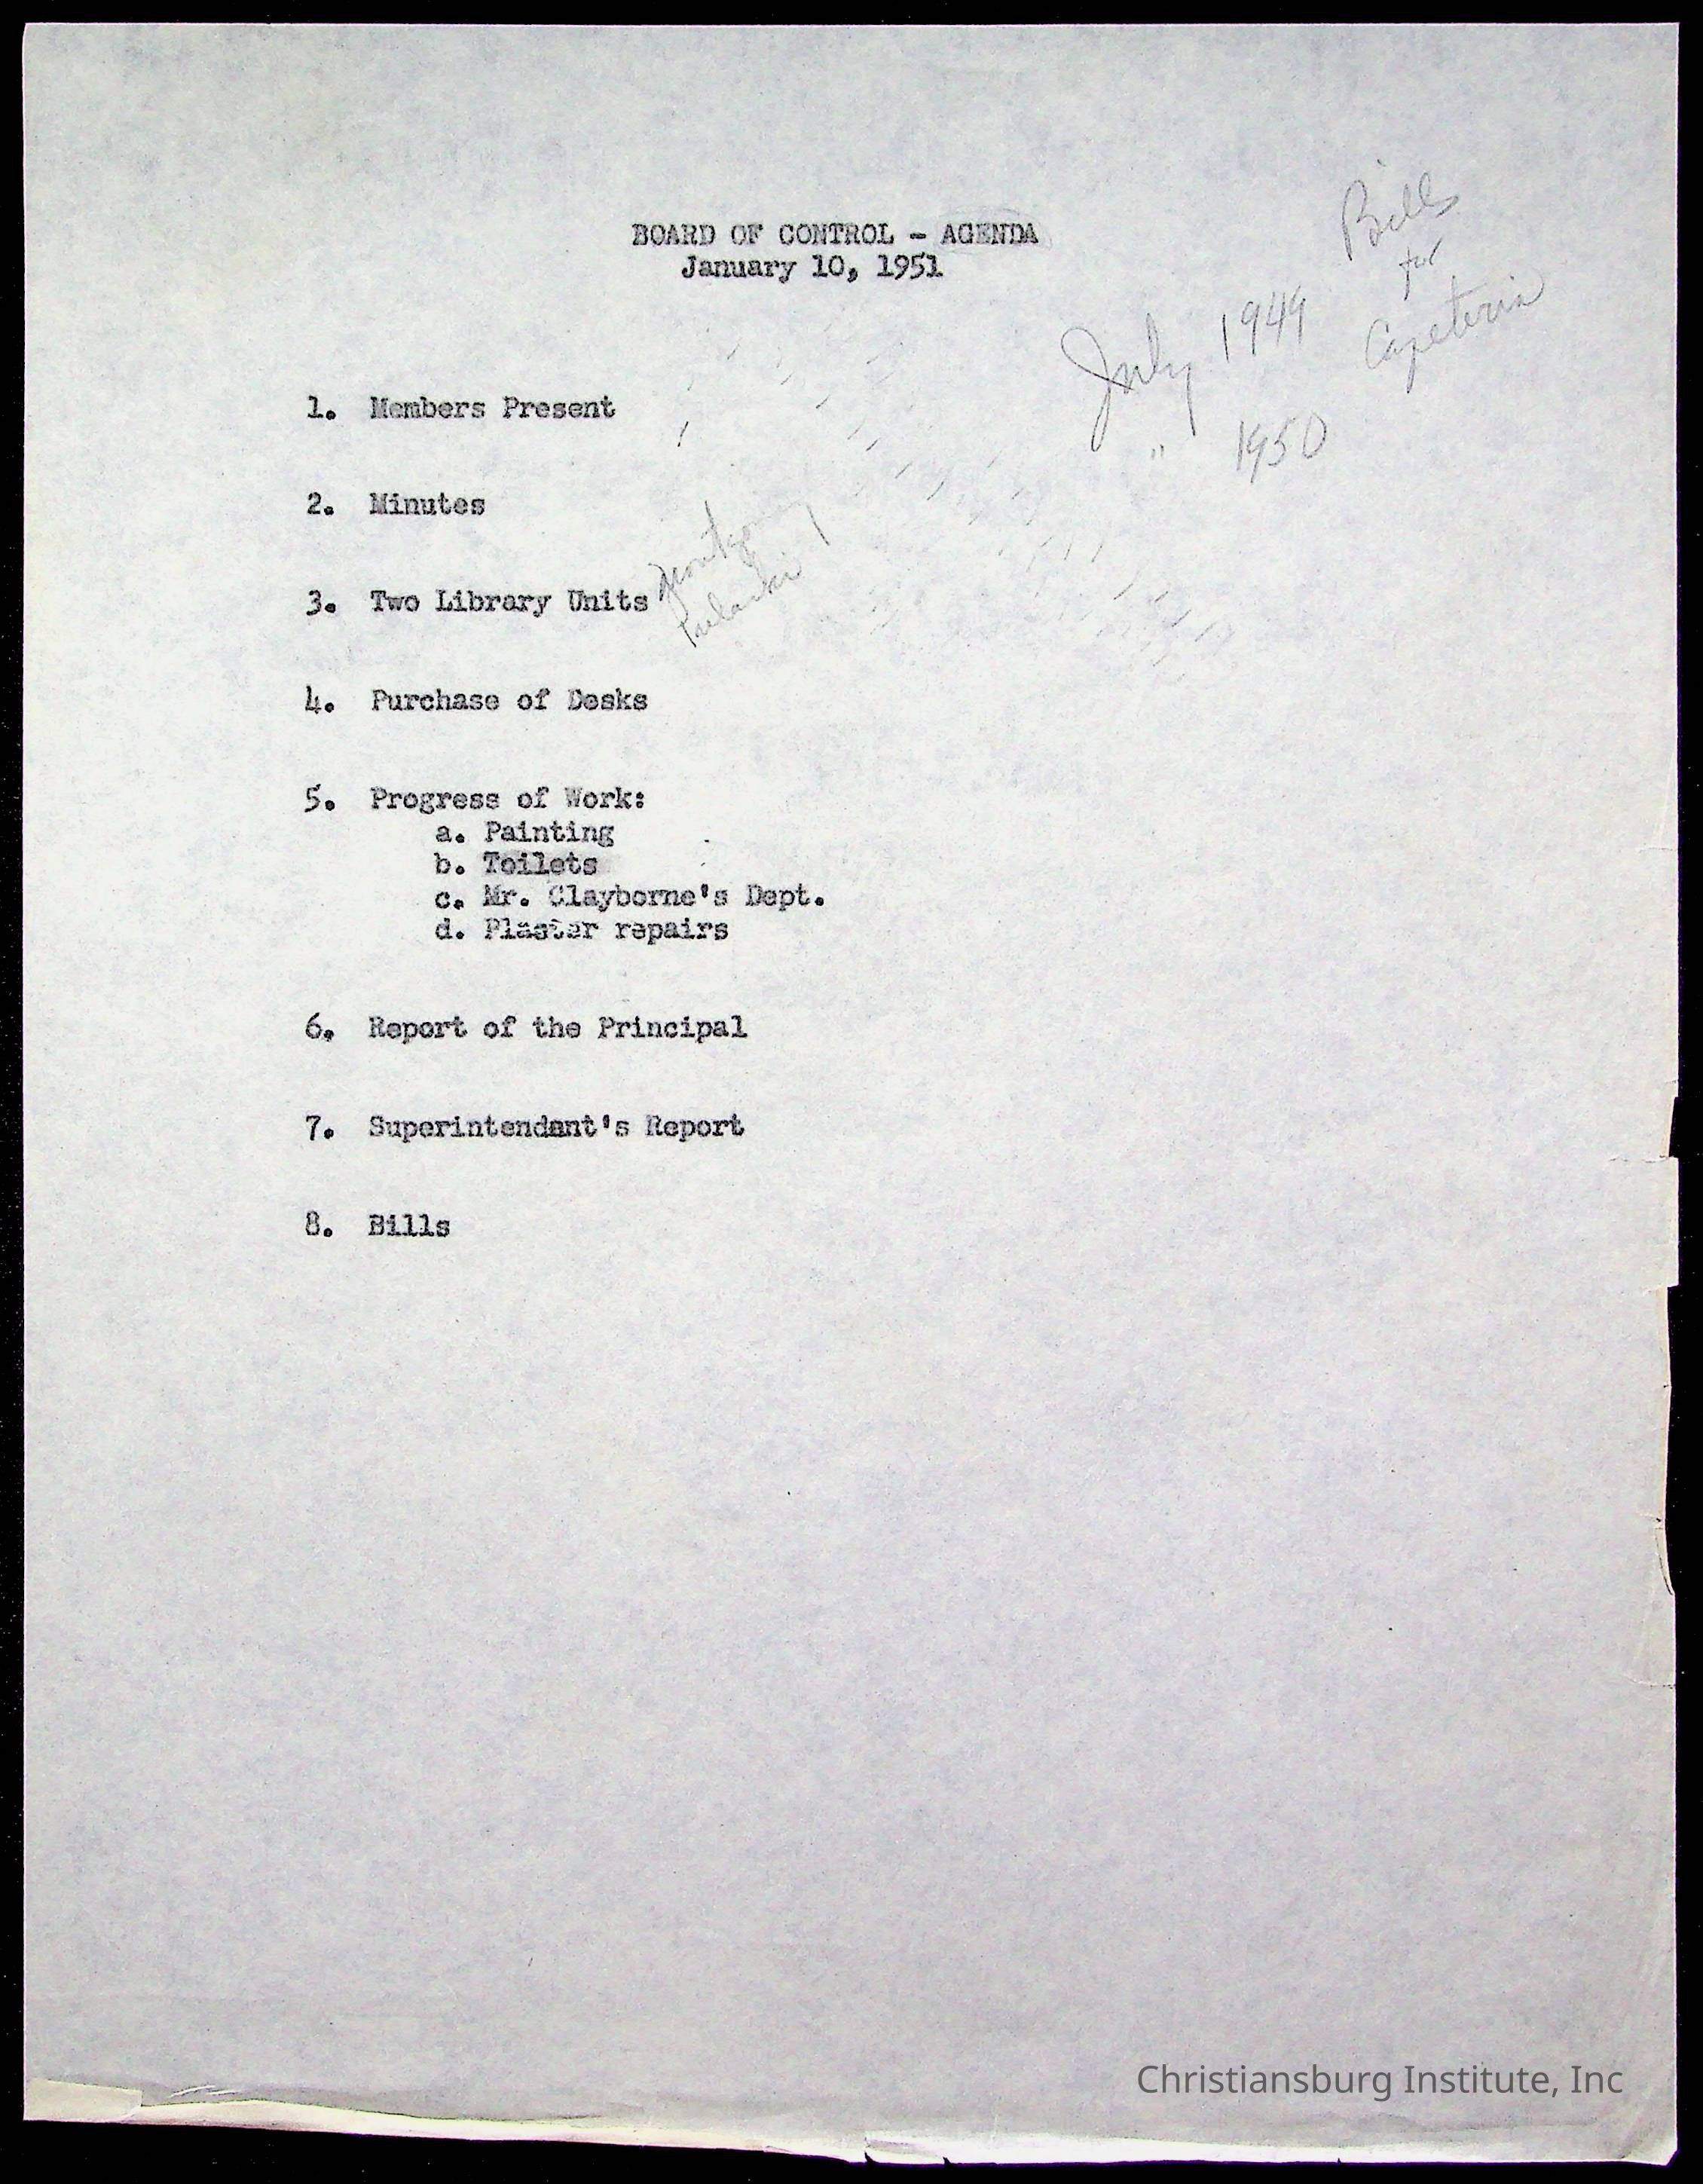 BOARD OF CONTROL - AGENDA
January 10, 1951
Bills
for
Cafeteria
July 1949
" 1950
1. Members Present
2. Minutes
3. Two Library Units
Montgomery
Pulaski
4. Purchase of Desks
5. Progress of Work:
a. Painting
b. Toilets
c. Mr. Clayborne's Dept.
d. Plaster repairs
6. Report of the Principal
7. Superintendant's Report
8. Bills
Christiansburg Institute, Inc